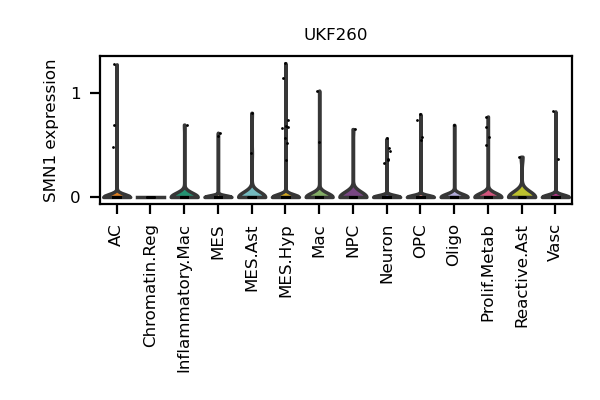 UKF260
SMN1 expression
1
0
AC
Chromatin.Reg
Inflammatory.Mac
MES
MES.Ast
MES.Hyp
Mac
NPC
Neuron
OPC
Oligo
Prolif.Metab
Reactive.Ast
Vasc